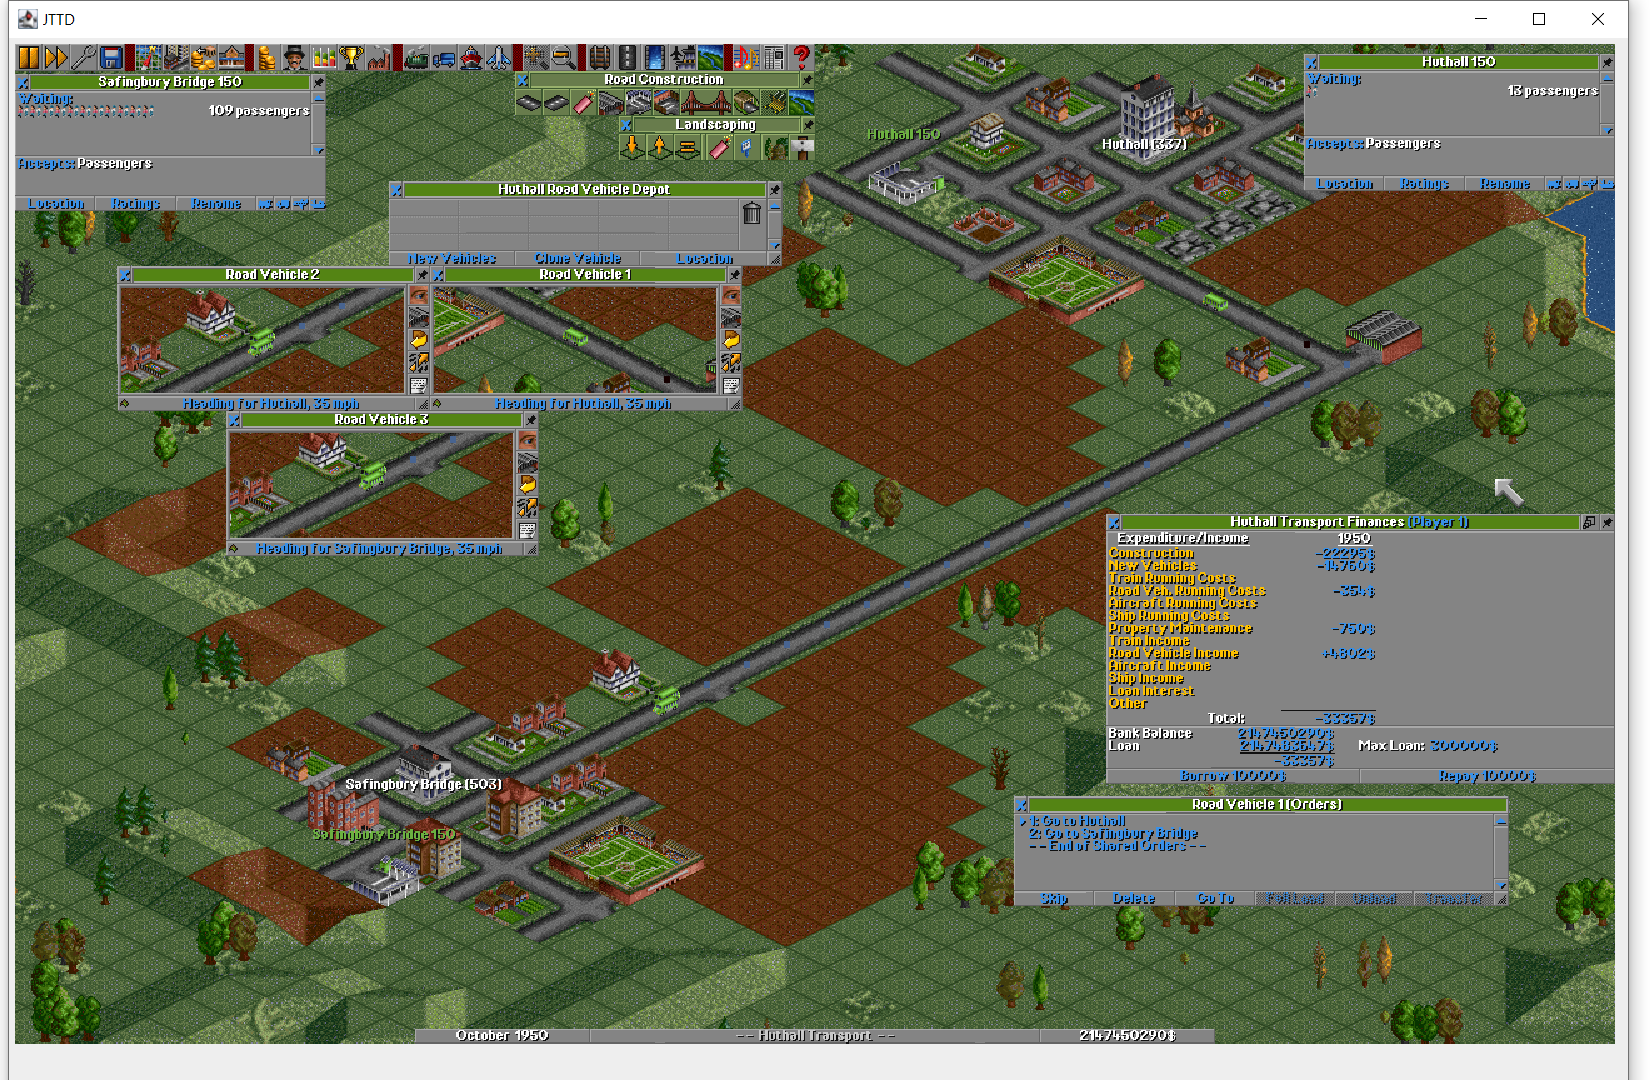 JTTD
Safingbury Bridge 150
Waiting:
109 passengers
Accepts: Passengers
Location Ratings Rename
Road Construction
Landscaping
Huthall 150
Waiting:
13 passengers
Accepts: Passengers
Location Ratings Rename
Huthall 150
Huthall (337)
Huthall Road Vehicle Depot
New Vehicles Clone Vehicle Location
Road Vehicle 2
Heading for Huthall, 35 mph
Road Vehicle 1
Heading for Huthall, 35 mph
Road Vehicle 3
Heading for Safingbury Bridge, 35 mph
Huthall Transport Finances (Player 1)
Expenditure/Income 1950
Construction -22295$
New Vehicles -14760$
Train Running Costs
Road Veh. Running Costs -354$
Aircraft Running Costs
Ship Running Costs
Property Maintenance -750$
Train Income
Road Vehicle Income +4802$
Aircraft Income
Ship Income
Loan Interest
Other
Total: -33357$
Bank Balance 2147450290$
Loan 2147483647$ Max Loan: 300000$
-33357$
Borrow 10000$ Repay 10000$
Safingbury Bridge (503)
Safingbury Bridge 150
Road Vehicle 1 (Orders)
1: Go to Huthall
2: Go to Safingbury Bridge
- - End of Shared Orders - -
Skip Delete Go To Full Load Unload Transfer
October 1950 - - Huthall Transport - - 2147450290$